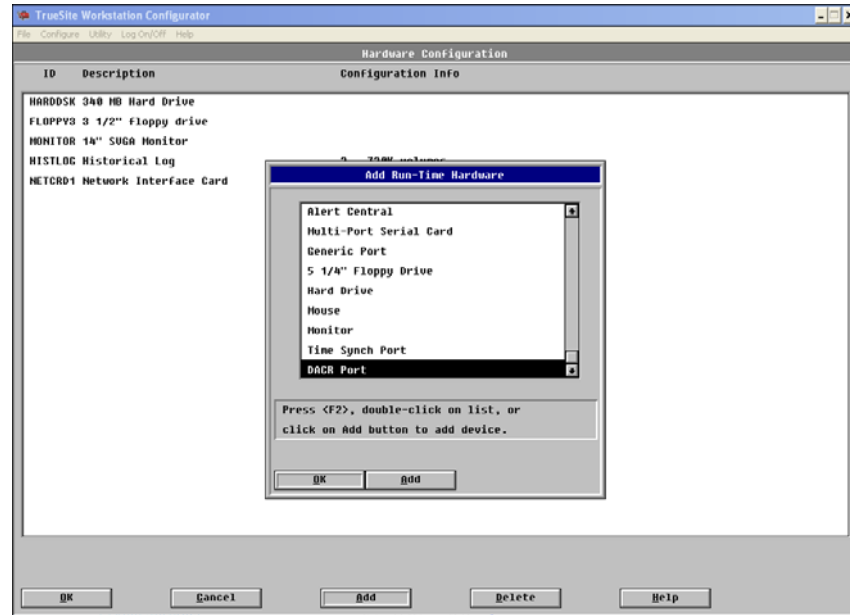 TrueSite Workstation Configurator
File Configure Utility Log On/Off Help
Hardware Configuration
ID Description Configuration Info
HARDDSK 340 MB Hard Drive
FLOPPY3 3 1/2" floppy drive
MONITOR 14" SVGA Monitor
HISTLOG Historical Log 2 720K volumes
NETCRD1 Network Interface Card
Add Run-Time Hardware
Alert Central
Multi-Port Serial Card
Generic Port
5 1/4" Floppy Drive
Hard Drive
Mouse
Monitor
Time Synch Port
DACR Port
Press <F2>, double-click on list, or
click on Add button to add device.
OK Add
OK Cancel Add Delete Help